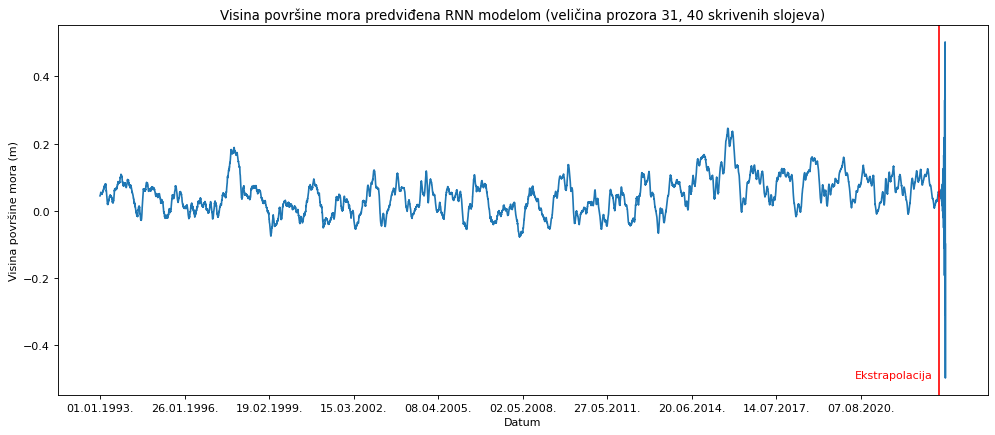 Visina površine mora predviđena RNN modelom (veličina prozora 31, 40 skrivenih slojeva)
Visina površine mora (m)
0.4
0.2
0.0
−0.2
−0.4
Ekstrapolacija
01.01.1993. 26.01.1996. 19.02.1999. 15.03.2002. 08.04.2005. 02.05.2008. 27.05.2011. 20.06.2014. 14.07.2017. 07.08.2020.
Datum